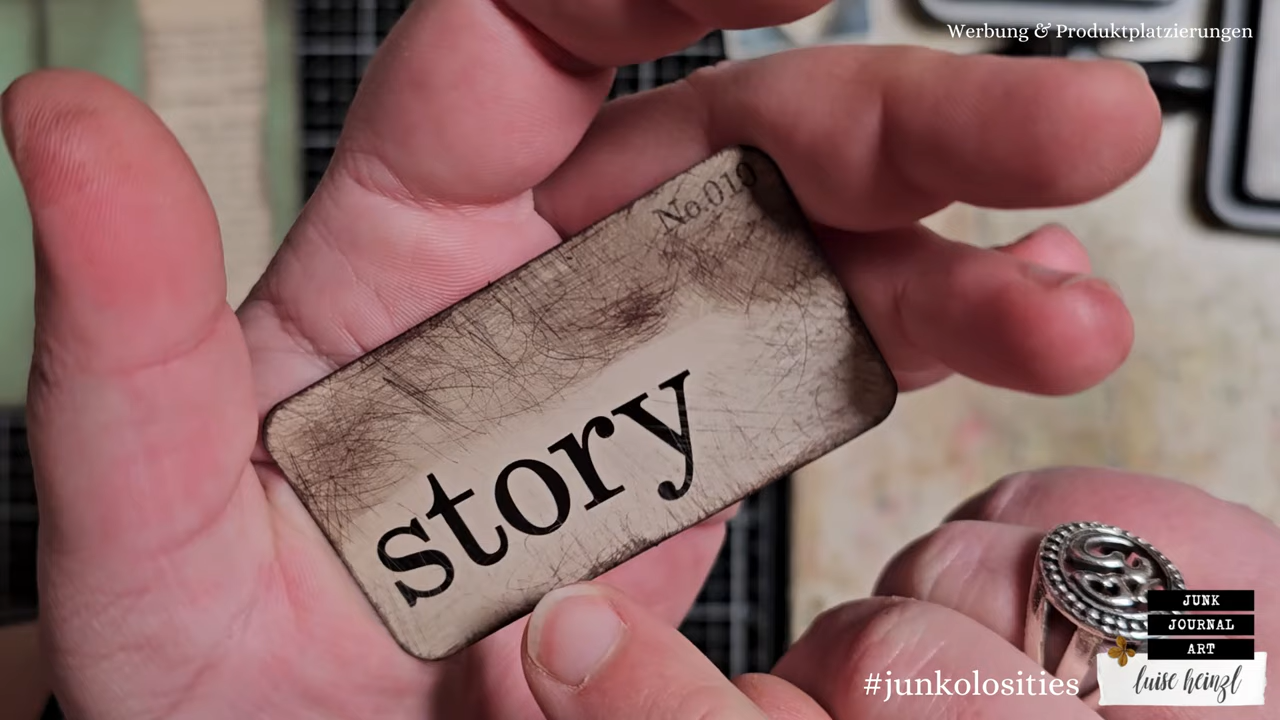 Werbung & Produktplatzierungen
No.010
story
#junkolosities
JUNK
JOURNAL
ART
luise heinzl